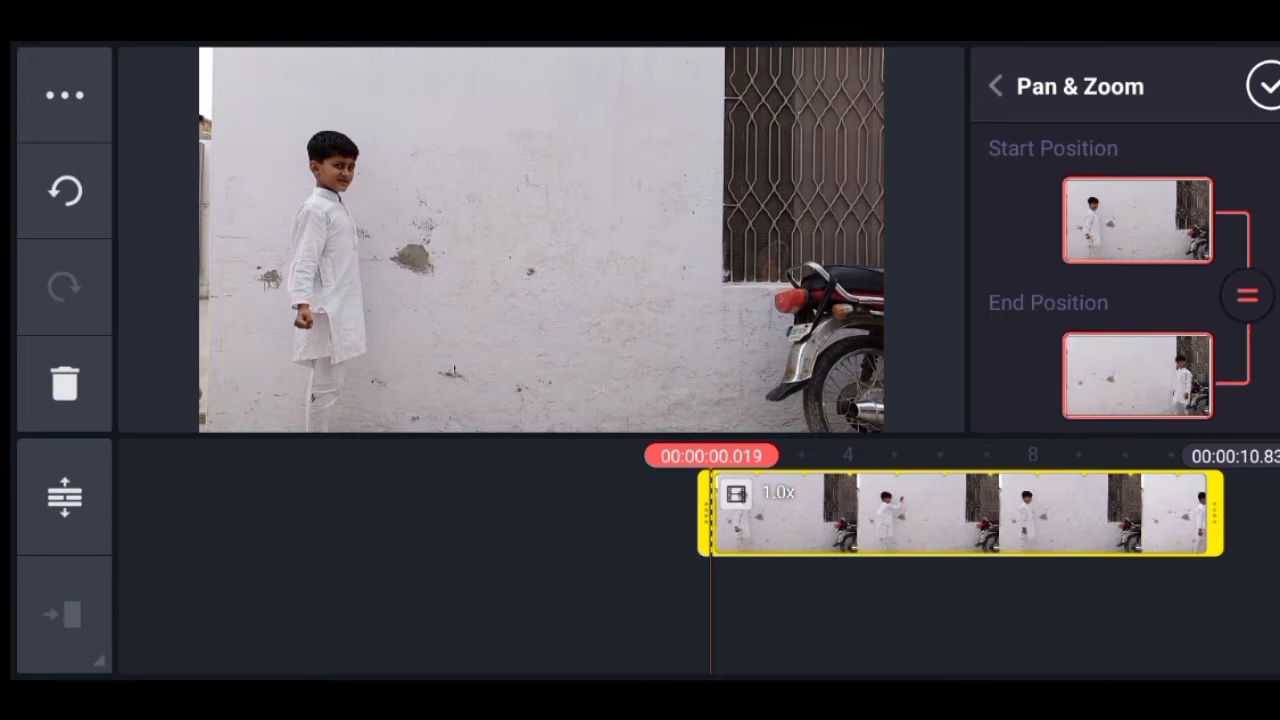 Pan & Zoom
Start Position
End Position
00:00:00.019
4
8
00:00:10.83
1.0x